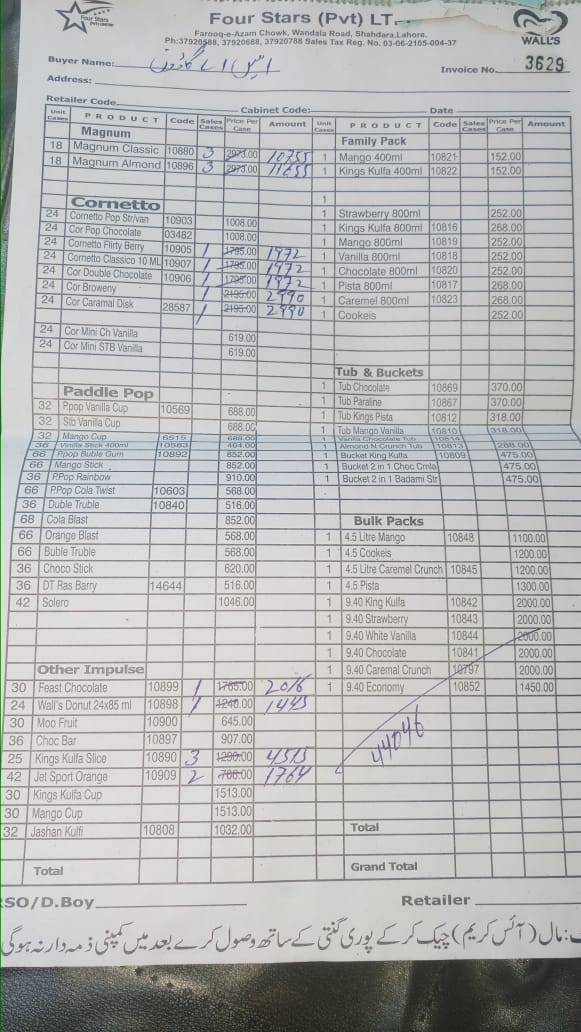 Four Stars
Four Stars (Pvt) LT
Farooq-e-Azam Chowk, Wandala Road, Shahdara,Lahore.
Ph:37920588, 37920688, 37920788 Sales Tax Reg. No. 03-06-2105-004-37
WALL'S
Buyer Name:
Invoice No. 3629
Address:
Retailer Code Cabinet Code: Date
Unit Cases PRODUCT Code Sales Cases Price Per Case Amount Unit Cases PRODUCT Code Sales Cases Price Per Case Amount
Magnum Family Pack
18 Magnum Classic 10880 3 2973.00 10755 1 Mango 400ml 10821 152.00
18 Magnum Almond 10896 3 2973.00 11655 1 Kings Kulfa 400ml 10822 152.00
1
Cornetto
24 Cornetto Pop St/van 10903 1008.00 1 Strawberry 800ml 252.00
24 Cor Pop Chocolate 03482 1008.00 1 Kings Kulfa 800ml 10816 268.00
24 Cornetto Flirty Berry 10905 1 1795.00 1972 1 Mango 800ml 10819 252.00
24 Cornetto Classico 10 ML 10907 1 1795.00 1972 1 Vanilla 800ml 10818 252.00
24 Cor Double Chocolate 10906 1 1795.00 1972 1 Chocolate 800ml 10820 252.00
24 Cor Broweny 1 2195.00 2990 1 Pista 800ml 10817 268.00
24 Cor Caramal Disk 28587 1 2195.00 2990 1 Caremel 800ml 10823 268.00
1 Cookeis 252.00
24 Cor Mini Ch Vanilla 619.00
24 Cor Mini STB Vanilla 619.00
Tub & Buckets
Paddle Pop 1 Tub Chocolate 10869 370.00
32 P.pop Vanilla Cup 10569 688.00 1 Tub Paraline 10867 370.00
32 Stb Vanilla Cup 688.00 1 Tub Kings Pista 10812 318.00
32 Mango Cup 6515 688.00 1 Tub Mango Vanilla 10810 318.00
36 Vinilla Stick 400ml 10583 464.00 1 Vanilla Chocolate Tub 10814
1 Almond N Crunch Tub 10813 288.00
66 P.pop Buble Gum 10892 852.00 1 Bucket King Kulfa 10809 475.00
66 Mango Stick 852.00 1 Bucket 2 in 1 Choc Cmla 475.00
36 P.Pop Rainbow 910.00 1 Bucket 2 in 1 Badami Str 475.00
66 P.Pop Cola Twist 10603 568.00
36 Duble Truble 10840 516.00
68 Cola Blast 852.00 Bulk Packs
66 Orange Blast 568.00 1 4.5 Litre Mango 10848 1100.00
66 Buble Truble 568.00 1 4.5 Cookeis 1200.00
36 Choco Stick 620.00 1 4.5 Litre Caremel Crunch 10845 1200.00
36 DT Ras Barry 14644 516.00 1 4.5 Pista 1300.00
42 Solero 1046.00 1 9.40 King Kulfa 10842 2000.00
1 9.40 Strawberry 10843 2000.00
1 9.40 White Vanilla 10844 2000.00
1 9.40 Chocolate 10841 2000.00
Other Impulse 1 9.40 Caremal Crunch 10797 2000.00
30 Feast Chocolate 10899 1 1765.00 2016 1 9.40 Economy 10852 1450.00
24 Wall's Donut 24x85 ml 10898 1 1240.00 1445
30 Moo Fruit 10900 645.00
36 Choc Bar 10897 907.00
44046
25 Kings Kulfa Slice 10890 3 1290.00 4515
42 Jet Sport Orange 10909 2 788.00 1764
30 Kings Kulfa Cup 1513.00
30 Mango Cup 1513.00
32 Jashan Kulfi 10808 1032.00 Total
Total Grand Total
SO/D.Boy Retailer
مال (آئس کریم) چیک کر کے پوری گنتی کے ساتھ وصول کرے بعد میں کمپنی ذمہ دار نہ ہوگی